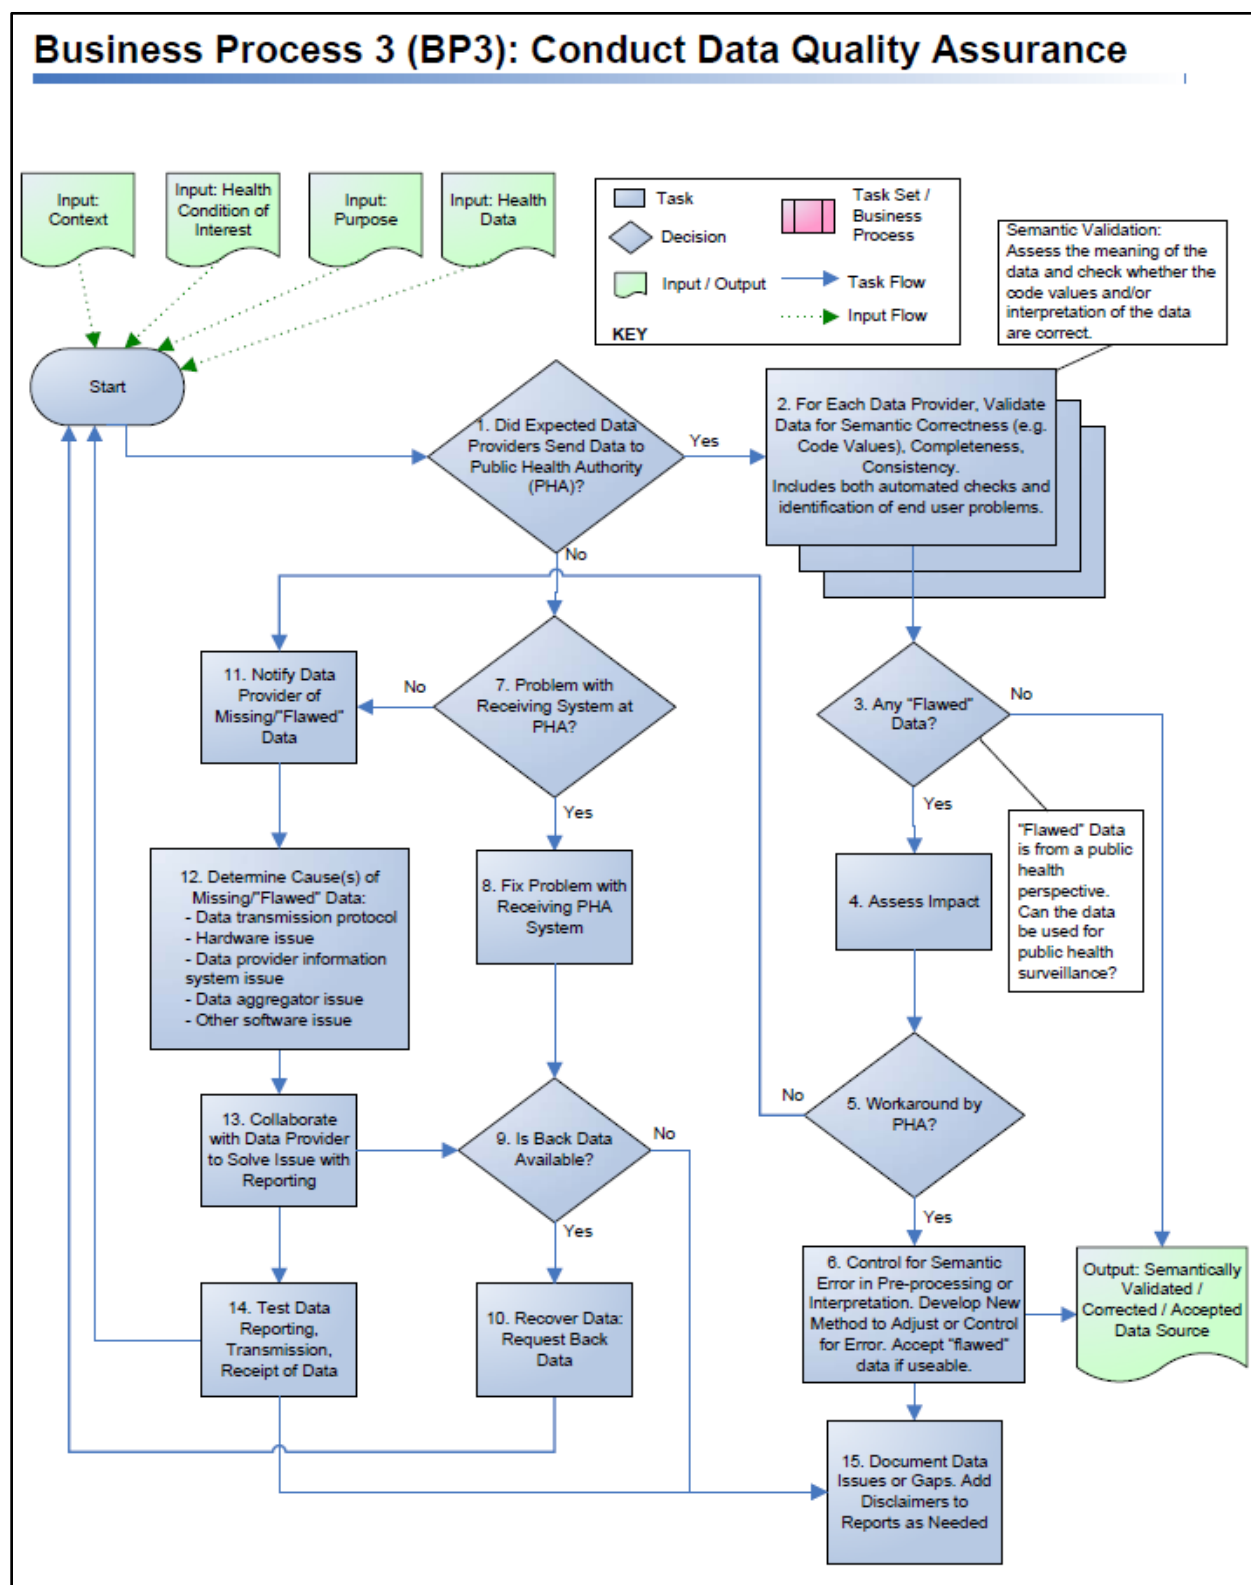 Business Process 3 (BP3): Conduct Data Quality Assurance
Input:
Context
Input: Health
Condition of
Interest
Input:
Purpose
Input: Health
Data
Task
Decision
Input / Output
KEY
Task Set /
Business
Process
Task Flow
Input Flow
Semantic Validation:
Assess the meaning of the
data and check whether the
code values and/or
interpretation of the data
are correct.
Start
1. Did Expected Data
Providers Send Data to
Public Health Authority
(PHA)?
Yes
No
2. For Each Data Provider, Validate
Data for Semantic Correctness (e.g.
Code Values), Completeness,
Consistency.
Includes both automated checks and
identification of end user problems.
11. Notify Data
Provider of
Missing/"Flawed"
Data
No
7. Problem with
Receiving System at
PHA?
Yes
3. Any "Flawed"
Data?
No
Yes
"Flawed" Data
is from a public
health
perspective.
Can the data
be used for
public health
surveillance?
12. Determine Cause(s) of
Missing/"Flawed" Data:
- Data transmission protocol
- Hardware issue
- Data provider information
system issue
- Data aggregator issue
- Other software issue
8. Fix Problem with
Receiving PHA
System
4. Assess Impact
13. Collaborate
with Data Provider
to Solve Issue with
Reporting
9. Is Back Data
Available?
No
Yes
No
5. Workaround by
PHA?
Yes
14. Test Data
Reporting,
Transmission,
Receipt of Data
10. Recover Data:
Request Back
Data
6. Control for Semantic
Error in Pre-processing or
Interpretation. Develop New
Method to Adjust or Control
for Error. Accept "flawed"
data if useable.
Output: Semantically
Validated /
Corrected / Accepted
Data Source
15. Document Data
Issues or Gaps. Add
Disclaimers to
Reports as Needed